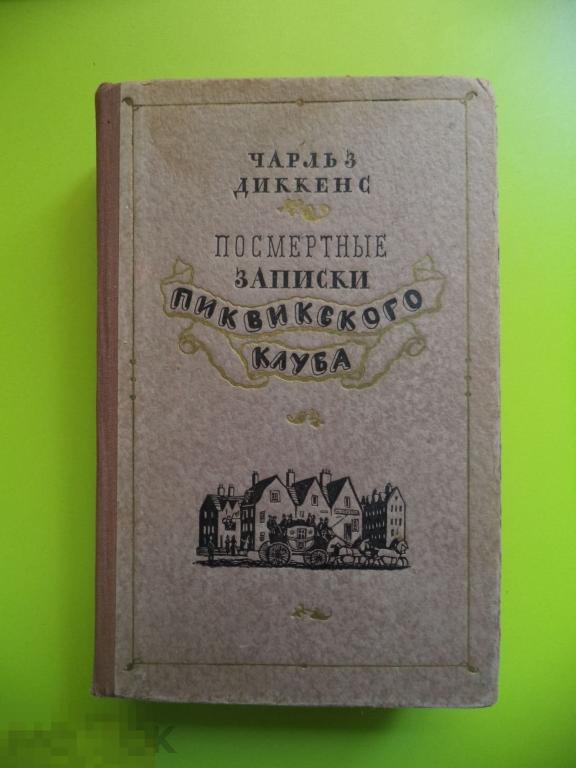 ЧАРЛЬЗ
ДИККЕНС
ПОСМЕРТНЫЕ
ЗАПИСКИ
ПИКВИКСКОГО
КЛУБА